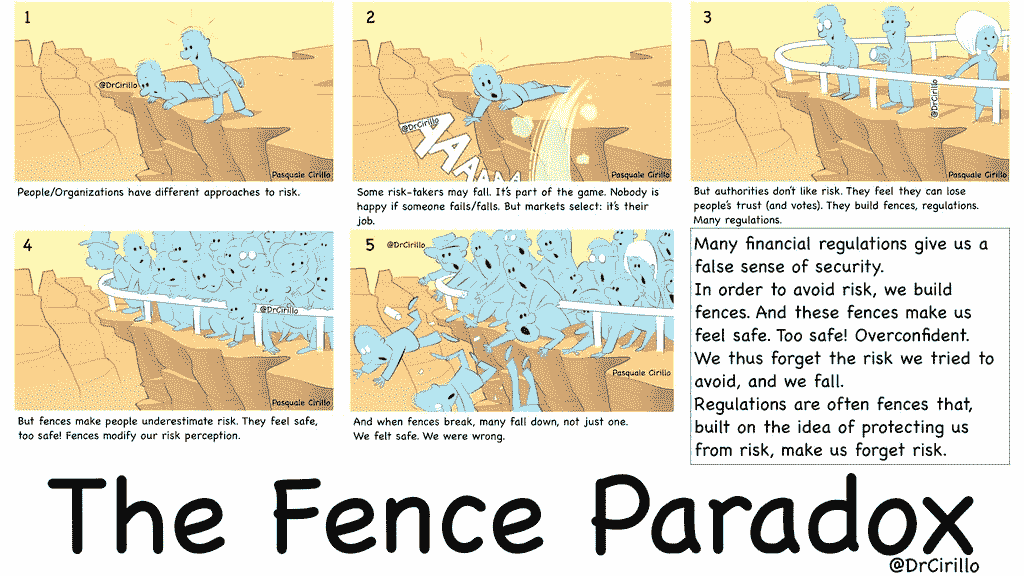 1
@DrCirillo
Pasquale Cirillo
People/Organizations have different approaches to risk.
2
@DrCirillo
YAAAAA
Pasquale Cirillo
Some risk-takers may fall. It's part of the game. Nobody is
happy if someone fails/falls. But markets select: it's their
job.
3
@DrCirillo
Pasquale Cirillo
But authorities don't like risk. They feel they can lose
people's trust (and votes). They build fences, regulations.
Many regulations.
4
@DrCirillo
Pasquale Cirillo
But fences make people underestimate risk. They feel safe,
too safe! Fences modify our risk perception.
5
@DrCirillo
Pasquale Cirillo
And when fences break, many fall down, not just one.
We felt safe. We were wrong.
Many financial regulations give us a
false sense of security.
In order to avoid risk, we build
fences. And these fences make us
feel safe. Too safe! Overconfident.
We thus forget the risk we tried to
avoid, and we fall.
Regulations are often fences that,
built on the idea of protecting us
from risk, make us forget risk.
The Fence Paradox
@DrCirillo